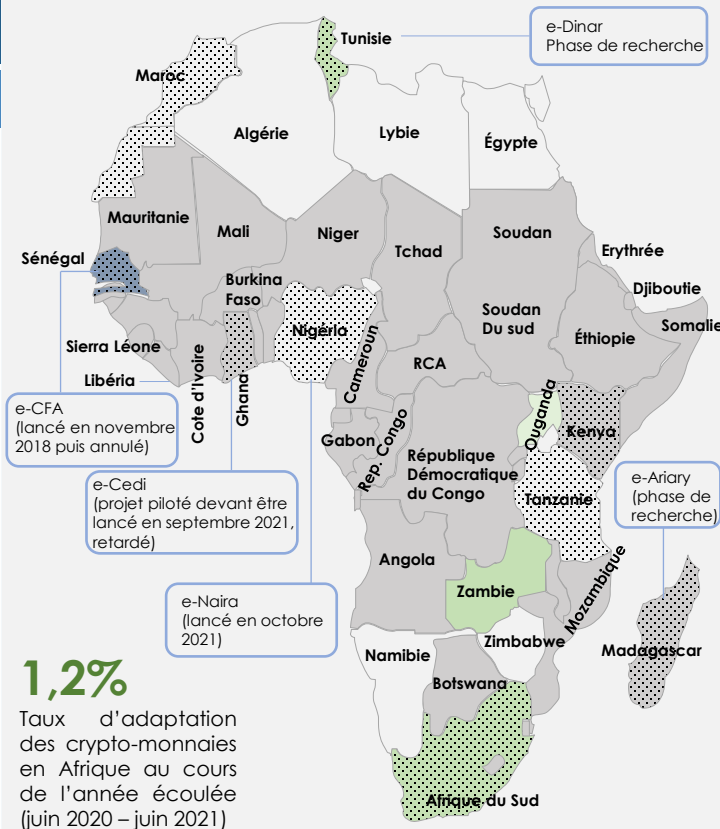 e-Dinar
Phase de recherche
Tunisie
Maroc
Algérie
Lybie
Égypte
Mauritanie
Mali
Niger
Tchad
Soudan
Erythrée
Sénégal
Burkina
Faso
Nigéria
Djiboutie
Soudan
Du sud
Somalie
Éthiopie
Sierra Léone
Cameroun
RCA
Libéria
Cote d'Ivoire
Ghana
Ouganda
Kenya
e-CFA
(lancé en novembre
2018 puis annulé)
Gabon
Rep. Congo
République
Démocratique
du Congo
e-Cedi
(projet piloté devant être
lancé en septembre 2021,
retardé)
Tanzanie
e-Ariary
(phase de
recherche)
Angola
Zambie
Mozambique
e-Naira
(lancé en octobre
2021)
Zimbabwe
Madagascar
Namibie
Botswana
1,2%
Taux d'adaptation
des crypto-monnaies
en Afrique au cours
de l'année écoulée
(juin 2020 – juin 2021)
Afrique du Sud